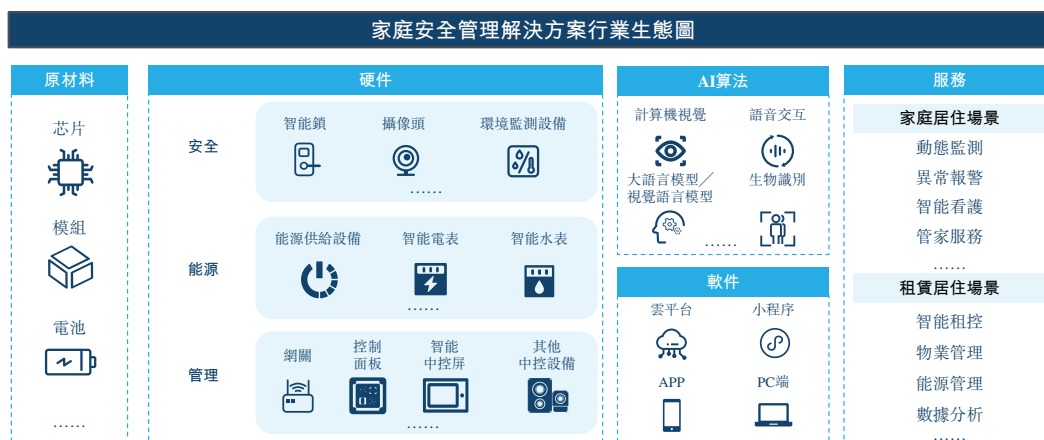 家庭安全管理解決方案行業生態圖
原材料
芯片
模組
電池
......
硬件
安全
智能鎖
攝像頭
環境監測設備
......
能源
能源供給設備
智能電表
智能水表
......
管理
網關
控制
面板
智能
中控屏
其他
中控設備
......
AI算法
計算機視覺
語音交互
大語言模型／
視覺語言模型
生物識別
......
軟件
雲平台
小程序
APP
PC端
服務
家庭居住場景
動態監測
異常報警
智能看護
管家服務
......
租賃居住場景
智能租控
物業管理
能源管理
數據分析
......